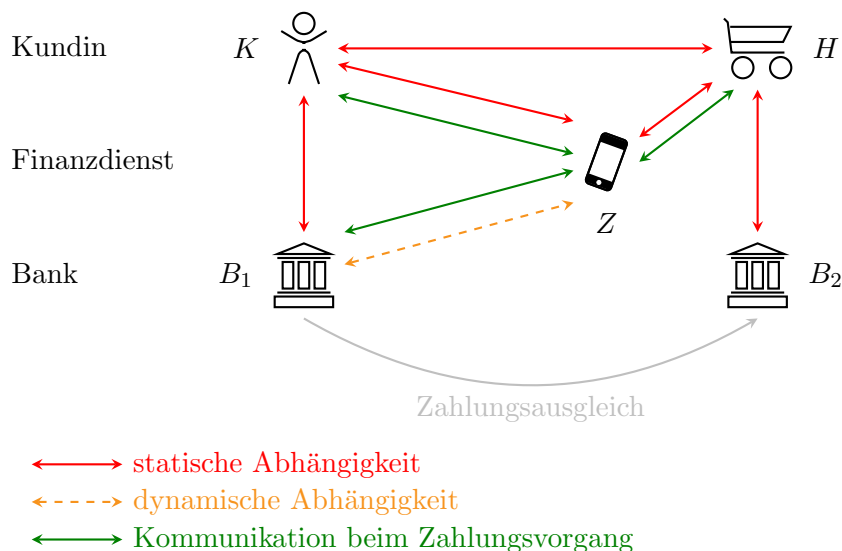 Kundin K H
Finanzdienst
Z
Bank B₁ B₂
Zahlungsausgleich
statische Abhängigkeit
dynamische Abhängigkeit
Kommunikation beim Zahlungsvorgang